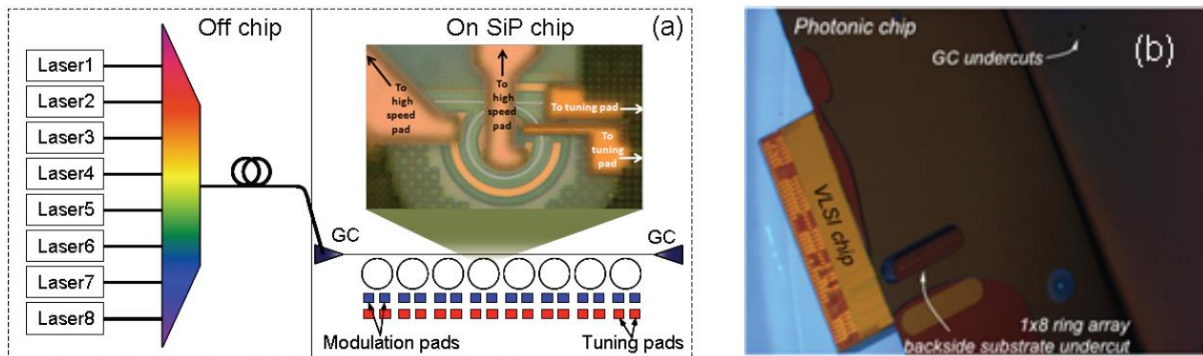 Off chip
On SiP chip
(a)
Laser1
Laser2
Laser3
Laser4
Laser5
Laser6
Laser7
Laser8
To
high
speed
pad
To
high
speed
pad
To tuning pad
To
tuning
pad
GC
GC
Modulation pads
Tuning pads
Photonic chip
GC undercuts
(b)
VLSI chip
1x8 ring array
backside substrate undercut